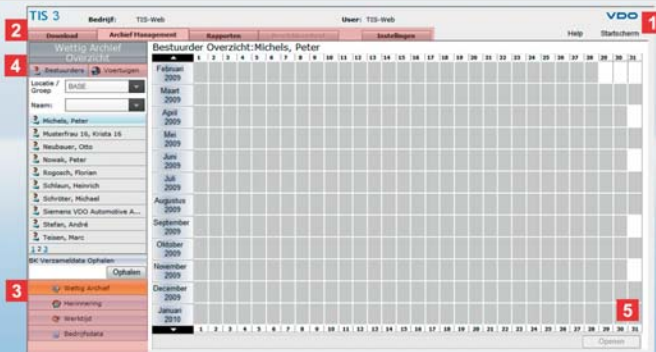 TIS 3 Bedrijf: TIS-Web User: TIS-Web VDO
1
2
Download Archief Management Rapporten Instellingen Help Startscherm
Wettig Archief Overzicht
Bestuurder Overzicht:Michels, Peter
4
Bestuurders Voertuigen
1 2 3 4 5 6 7 8 9 10 11 12 13 14 15 16 17 18 19 20 21 22 23 24 25 26 27 28 29 30 31
Locatie / Groep BASE
Naam:
Michels, Peter
Musterfrau 16, Krista 16
Neubauer, Otto
Nowak, Peter
Rogosch, Florian
Schlaun, Heinrich
Schröter, Michael
Siemens VDO Automotive A...
Stefan, André
Teisen, Marc
1 2 3
BK Verzameldata Ophalen
Ophalen
3
Wettig Archief
Herinnering
Werktijd
Bedrijfsdata
Februari 2009
Maart 2009
April 2009
Mei 2009
Juni 2009
Juli 2009
Augustus 2009
September 2009
Oktober 2009
November 2009
December 2009
Januari 2010
5
1 2 3 4 5 6 7 8 9 10 11 12 13 14 15 16 17 18 19 20 21 22 23 24 25 26 27 28 29 30 31
Openen